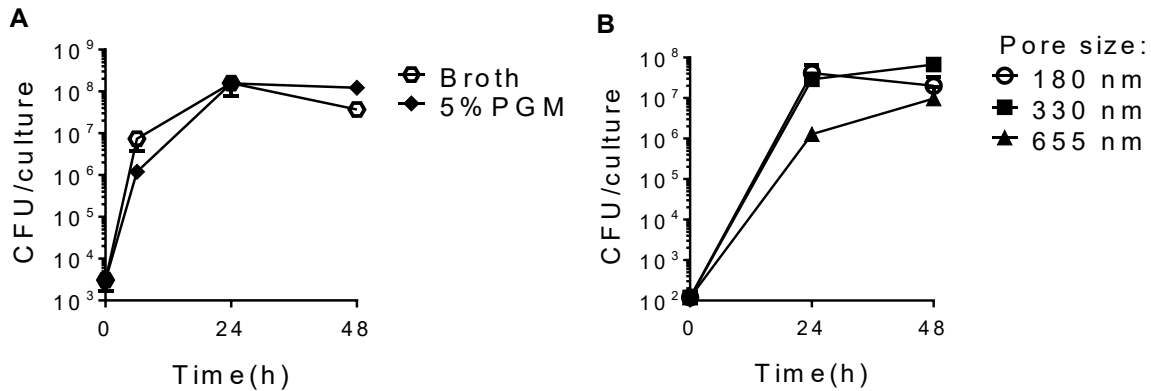 A
10^9
10^8
10^7
10^6
10^5
10^4
10^3
CFU/culture
0
24
48
Time(h)
Broth
5%PGM
B
10^8
10^7
10^6
10^5
10^4
10^3
10^2
CFU/culture
0
24
48
Time(h)
Pore size:
180 nm
330 nm
655 nm